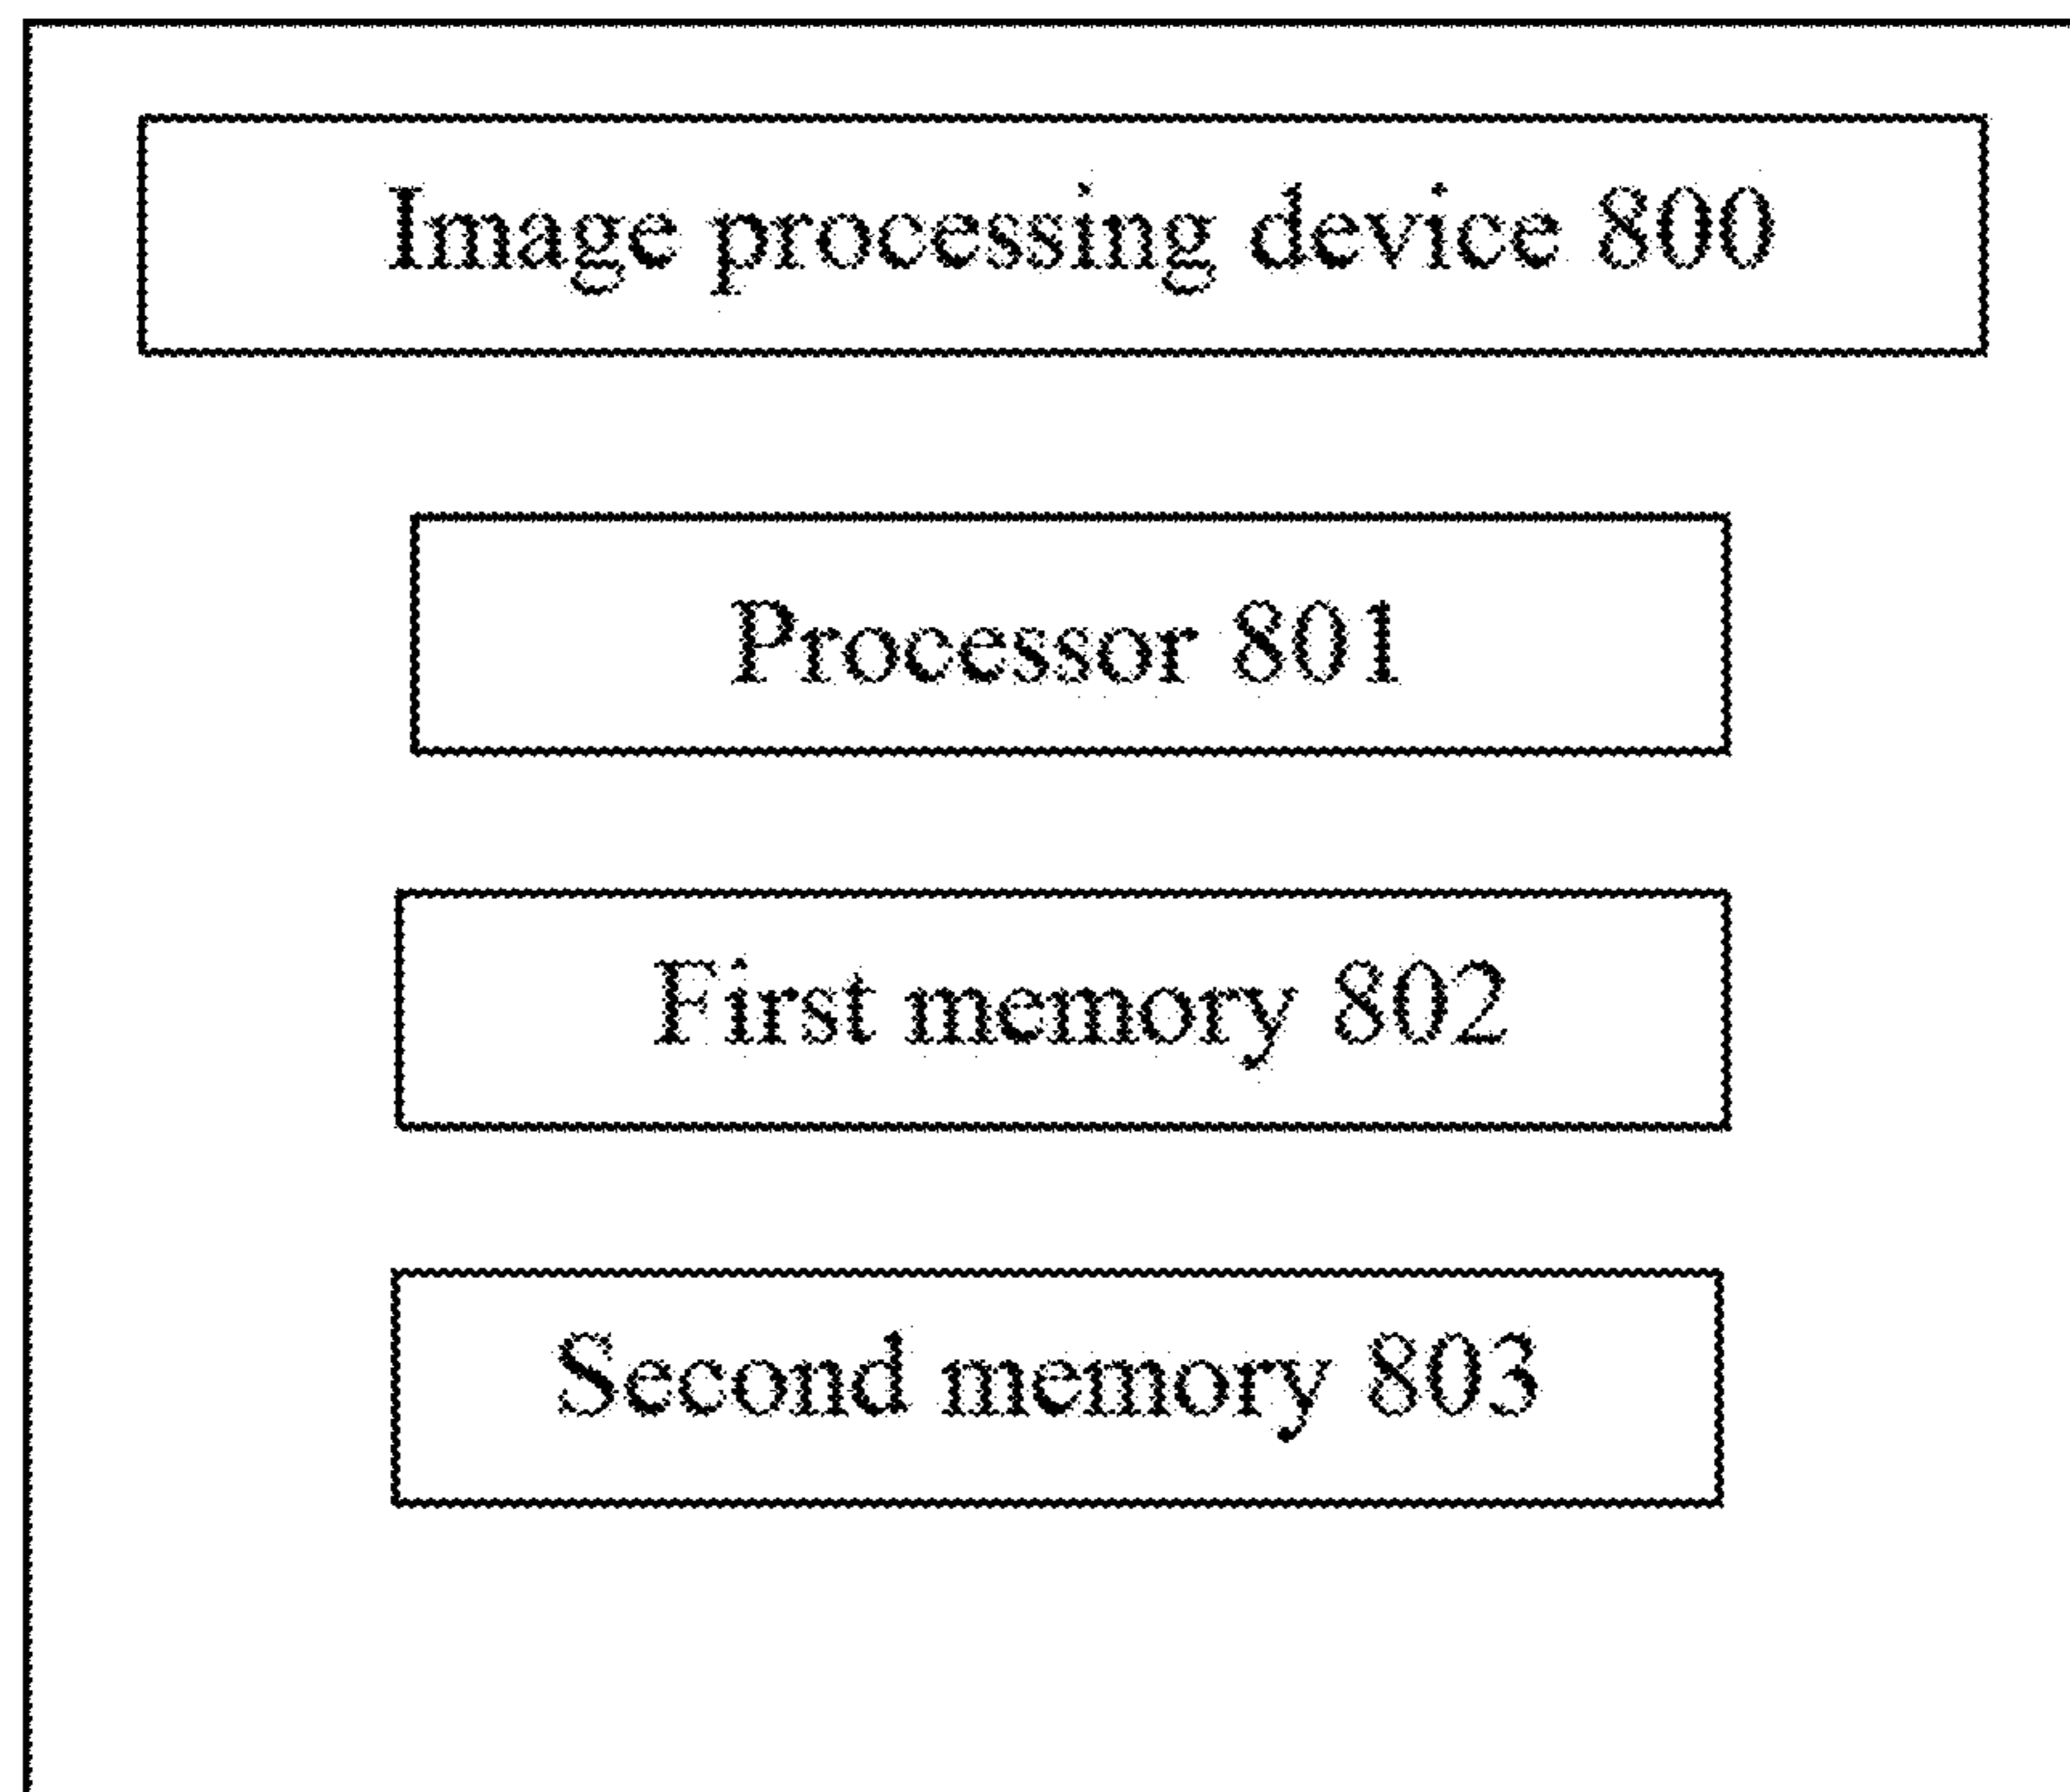 Image processing device 800
Processor 801
First memory 802
Second memory 803